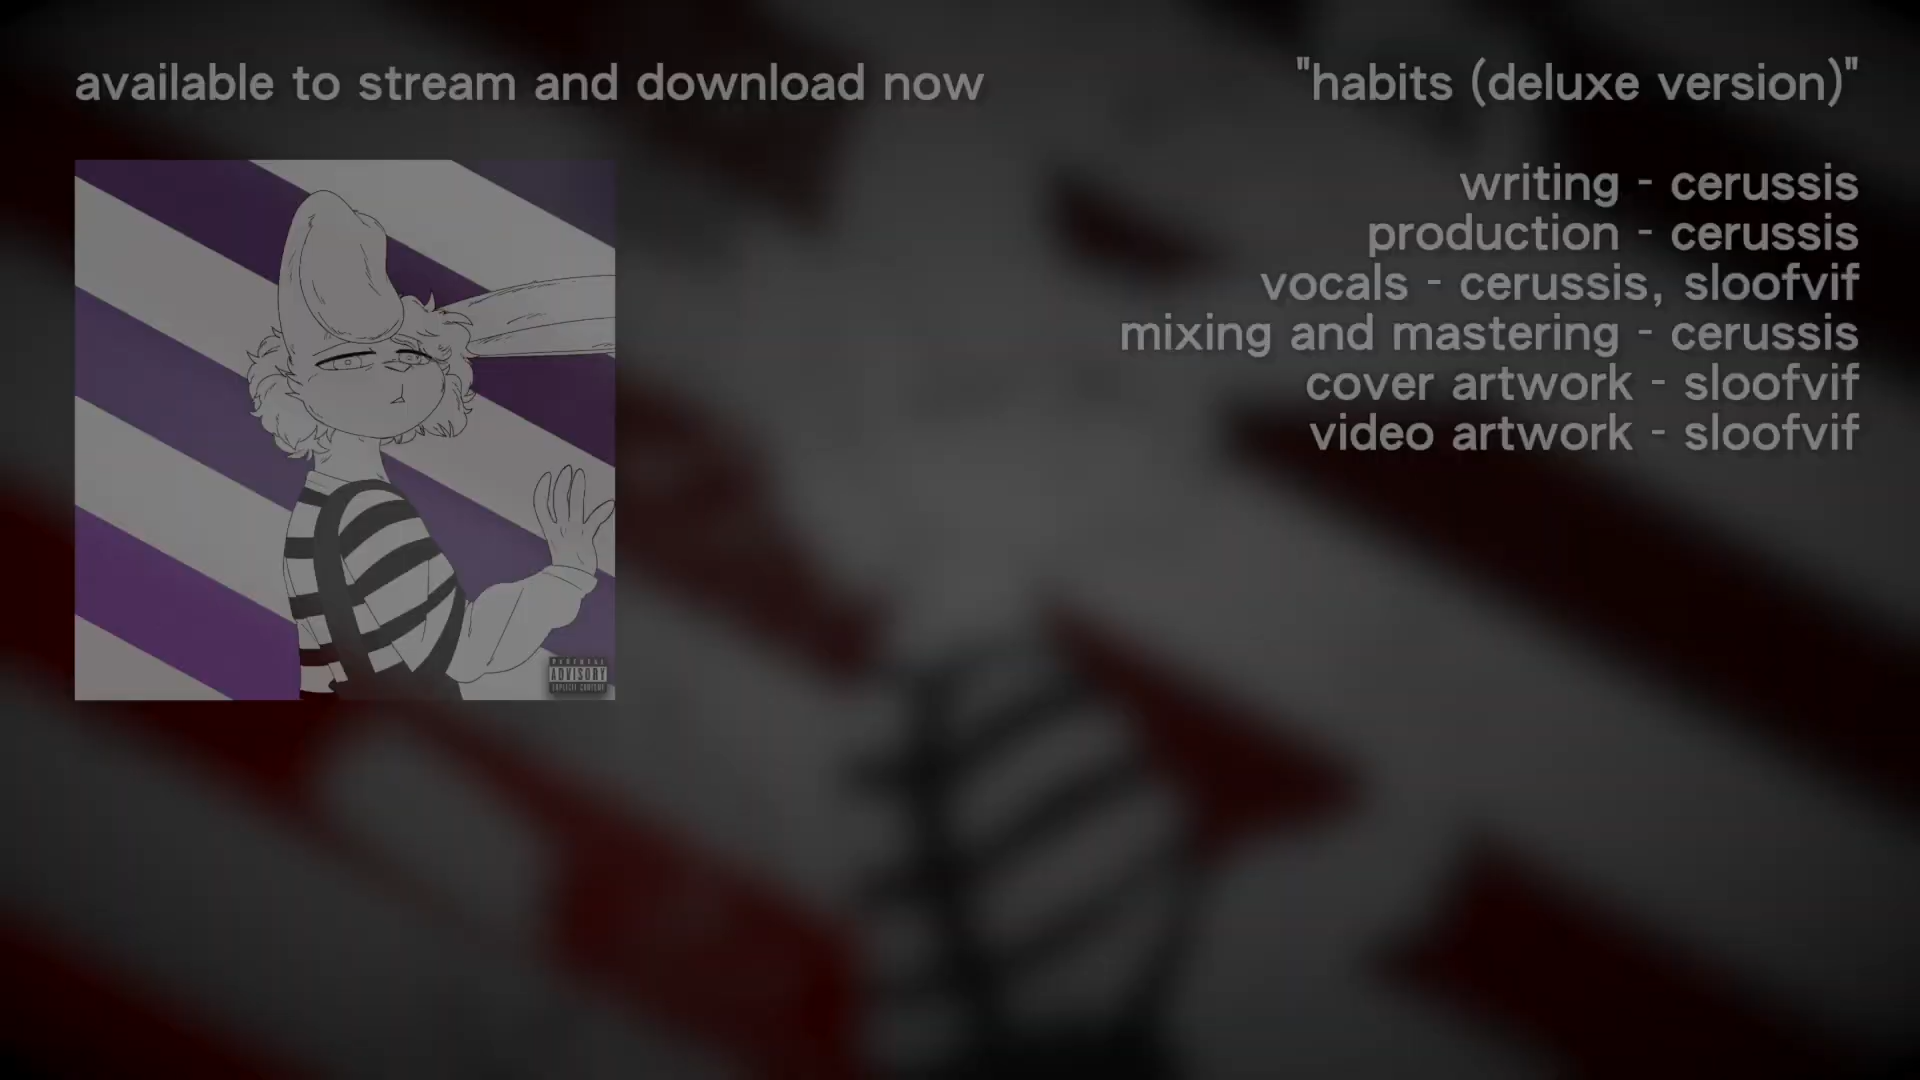 available to stream and download now
"habits (deluxe version)"
writing - cerussis
production - cerussis
vocals - cerussis, sloofvif
mixing and mastering - cerussis
cover artwork - sloofvif
video artwork - sloofvif
PARENTAL
ADVISORY
EXPLICIT CONTENT